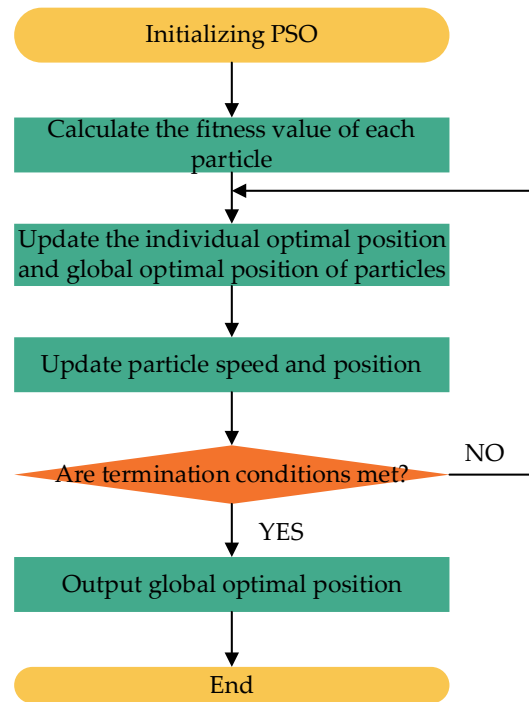 Initializing PSO
Calculate the fitness value of each
particle
Update the individual optimal position
and global optimal position of particles
Update particle speed and position
Are termination conditions met?
NO
YES
Output global optimal position
End